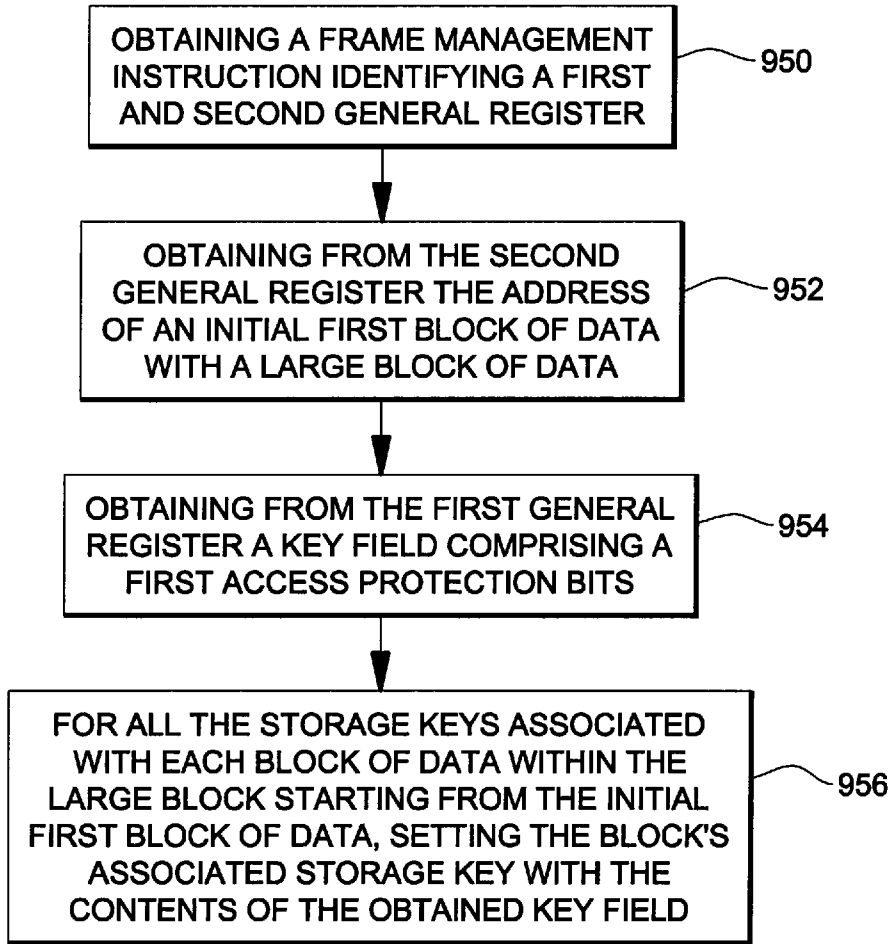 OBTAINING A FRAME MANAGEMENT
INSTRUCTION IDENTIFYING A FIRST
AND SECOND GENERAL REGISTER
950
OBTAINING FROM THE SECOND
GENERAL REGISTER THE ADDRESS
OF AN INITIAL FIRST BLOCK OF DATA
WITH A LARGE BLOCK OF DATA
952
OBTAINING FROM THE FIRST GENERAL
REGISTER A KEY FIELD COMPRISING A
FIRST ACCESS PROTECTION BITS
954
FOR ALL THE STORAGE KEYS ASSOCIATED
WITH EACH BLOCK OF DATA WITHIN THE
LARGE BLOCK STARTING FROM THE INITIAL
FIRST BLOCK OF DATA, SETTING THE BLOCK'S
ASSOCIATED STORAGE KEY WITH THE
CONTENTS OF THE OBTAINED KEY FIELD
956